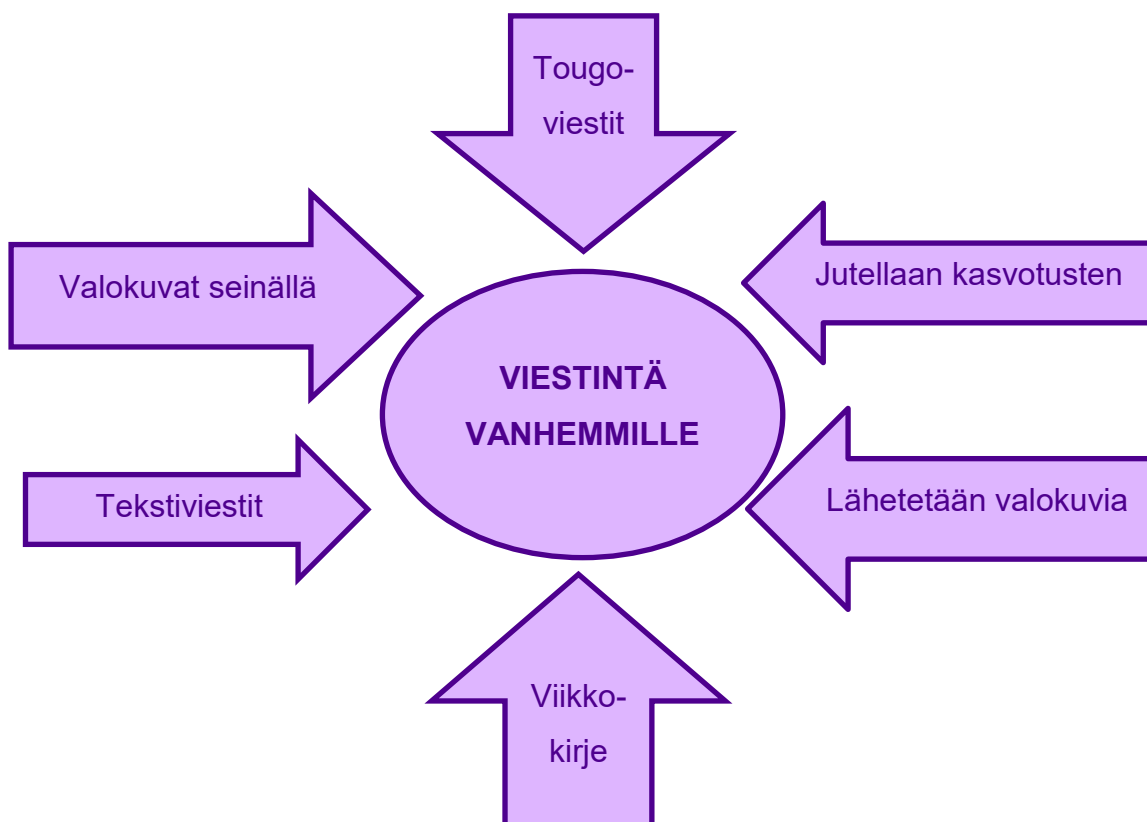 Tougo-
viestit
Valokuvat seinällä
Jutellaan kasvotusten
VIESTINTÄ
VANHEMMILLE
Tekstiviestit
Lähetetään valokuvia
Viikko-
kirje